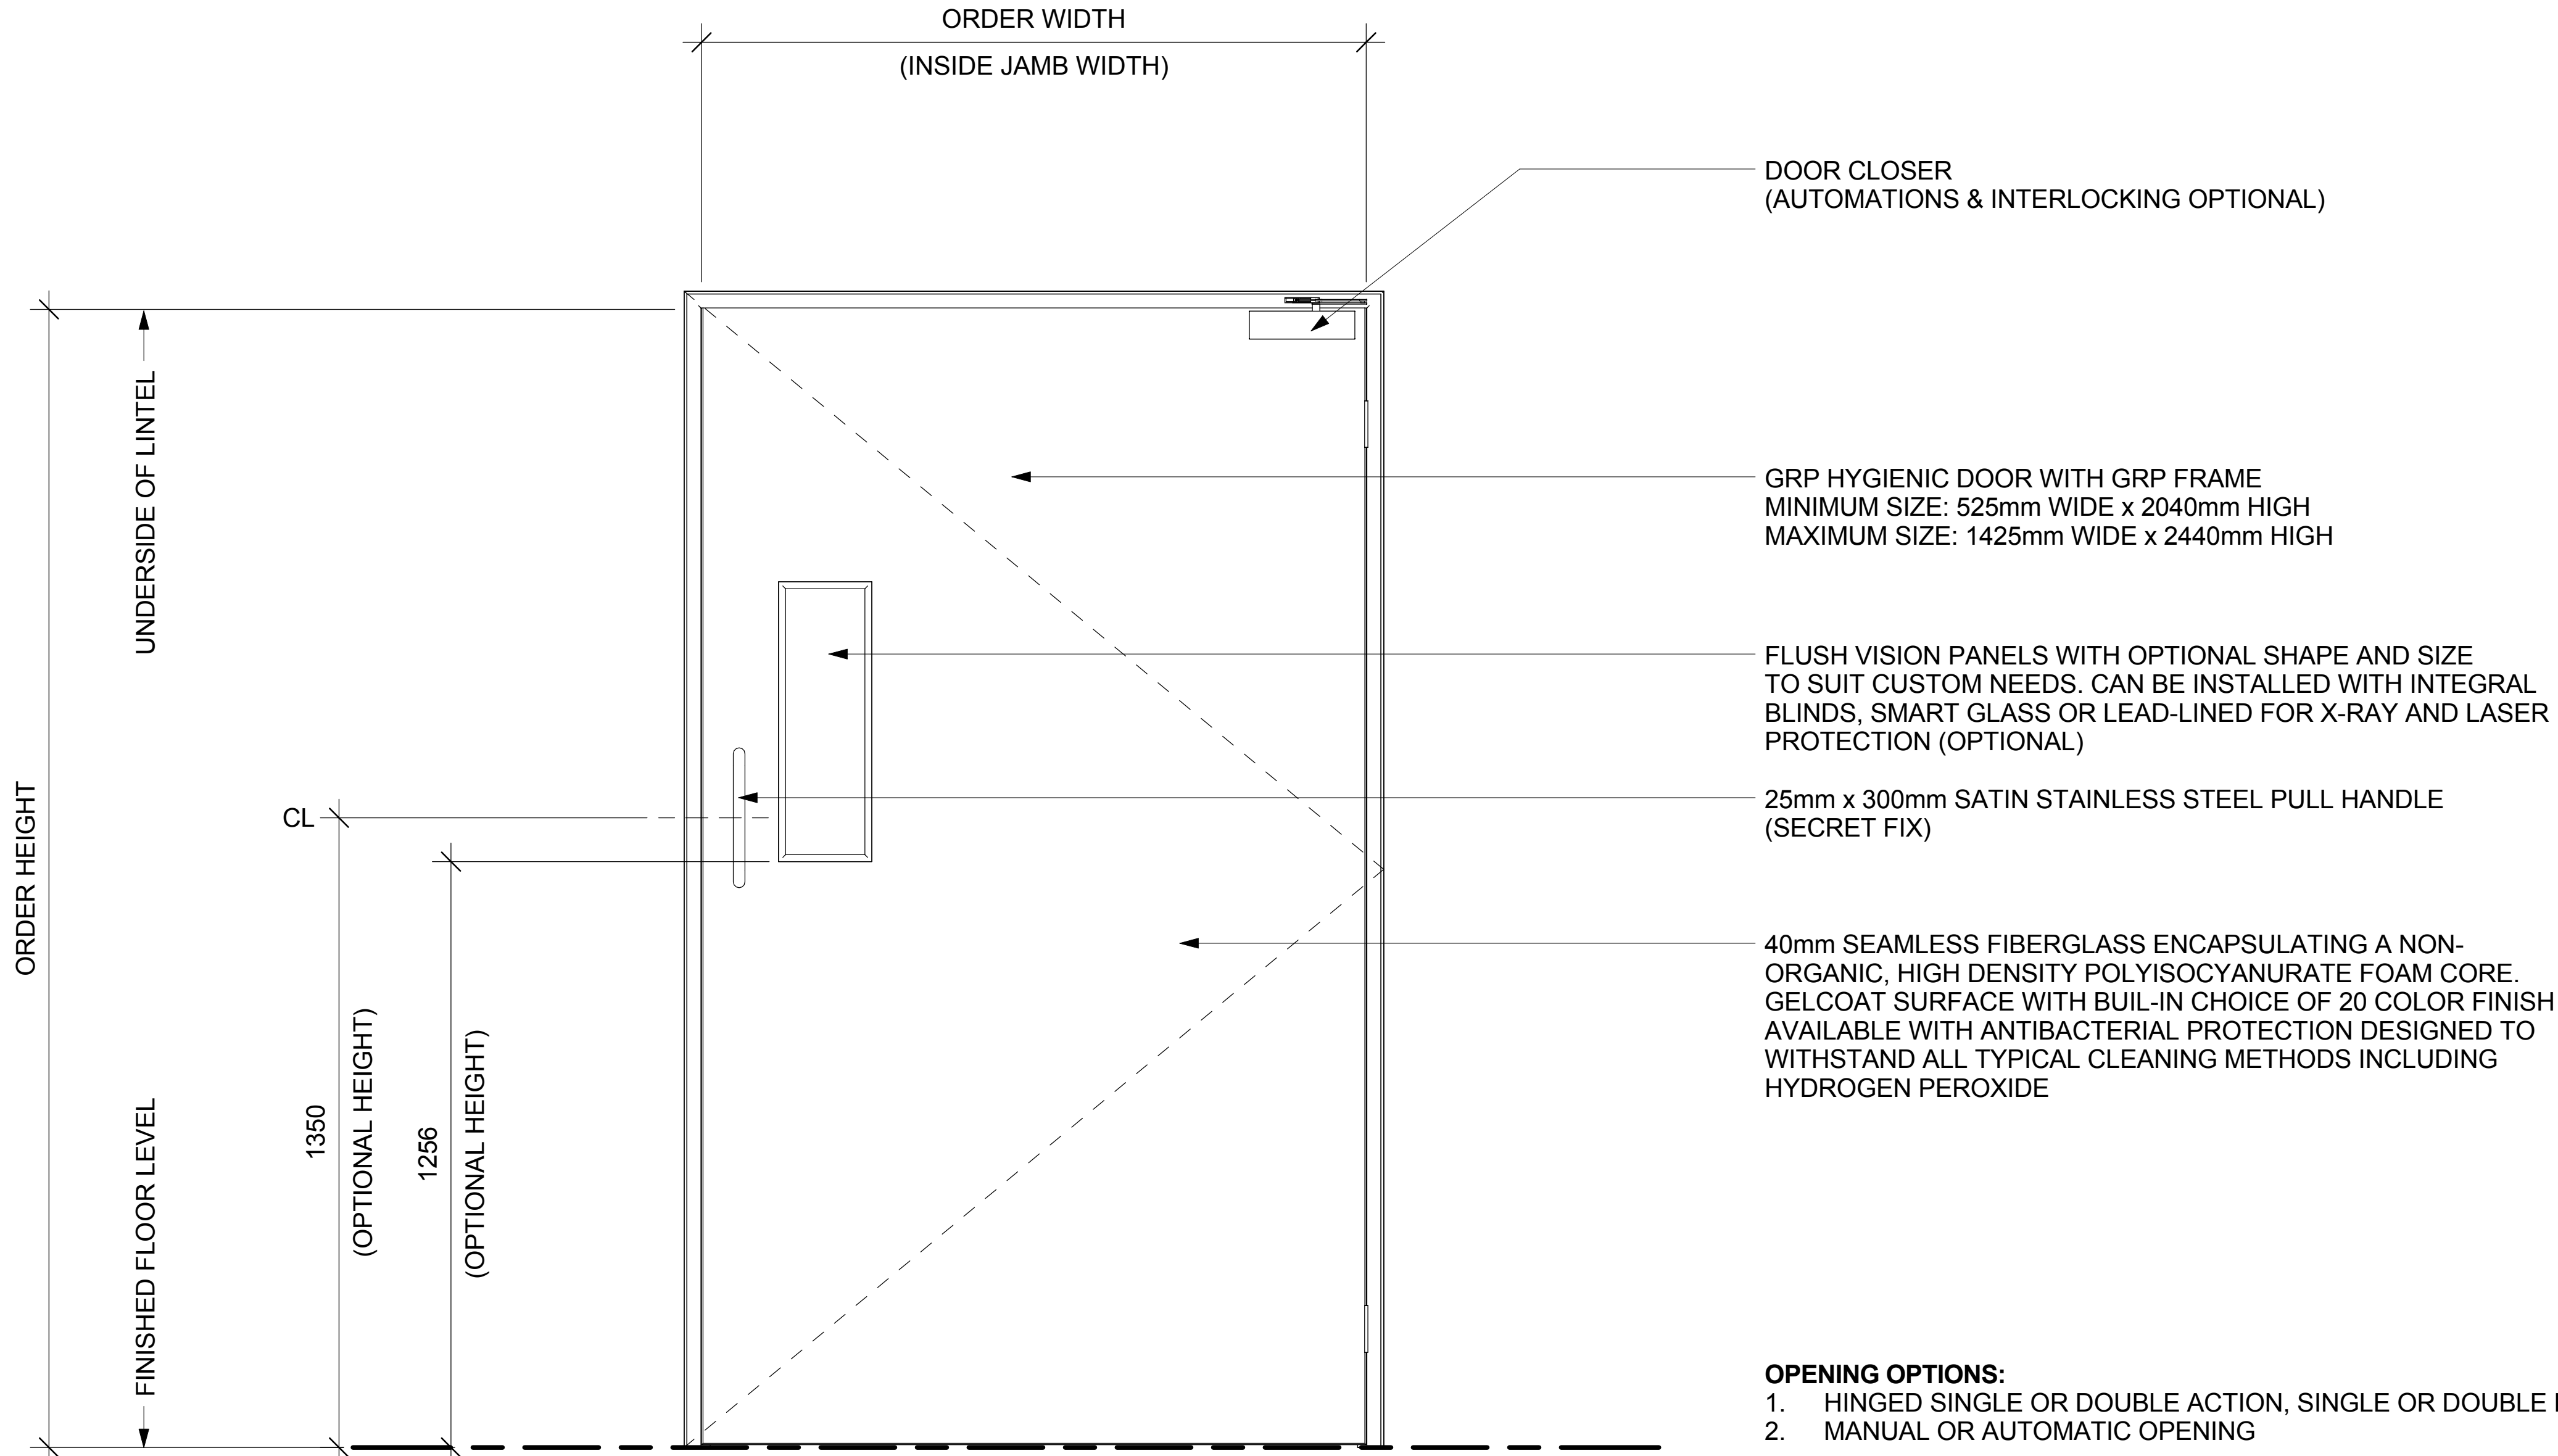 ORDER WIDTH
(INSIDE JAMB WIDTH)
DOOR CLOSER
(AUTOMATIONS & INTERLOCKING OPTIONAL)
UNDERSIDE OF LINTEL
GRP HYGIENIC DOOR WITH GRP FRAME
MINIMUM SIZE: 525mm WIDE x 2040mm HIGH
MAXIMUM SIZE: 1425mm WIDE x 2440mm HIGH
FLUSH VISION PANELS WITH OPTIONAL SHAPE AND SIZE
TO SUIT CUSTOM NEEDS. CAN BE INSTALLED WITH INTEGRAL
BLINDS, SMART GLASS OR LEAD-LINED FOR X-RAY AND LASER
PROTECTION (OPTIONAL)
ORDER HEIGHT
CL
25mm x 300mm SATIN STAINLESS STEEL PULL HANDLE
(SECRET FIX)
40mm SEAMLESS FIBERGLASS ENCAPSULATING A NON-
ORGANIC, HIGH DENSITY POLYISOCYANURATE FOAM CORE.
GELCOAT SURFACE WITH BUIL-IN CHOICE OF 20 COLOR FINISH
AVAILABLE WITH ANTIBACTERIAL PROTECTION DESIGNED TO
WITHSTAND ALL TYPICAL CLEANING METHODS INCLUDING
HYDROGEN PEROXIDE
FINISHED FLOOR LEVEL
1350
(OPTIONAL HEIGHT)
1256
(OPTIONAL HEIGHT)
OPENING OPTIONS:
1. HINGED SINGLE OR DOUBLE ACTION, SINGLE OR DOUBLE
2. MANUAL OR AUTOMATIC OPENING